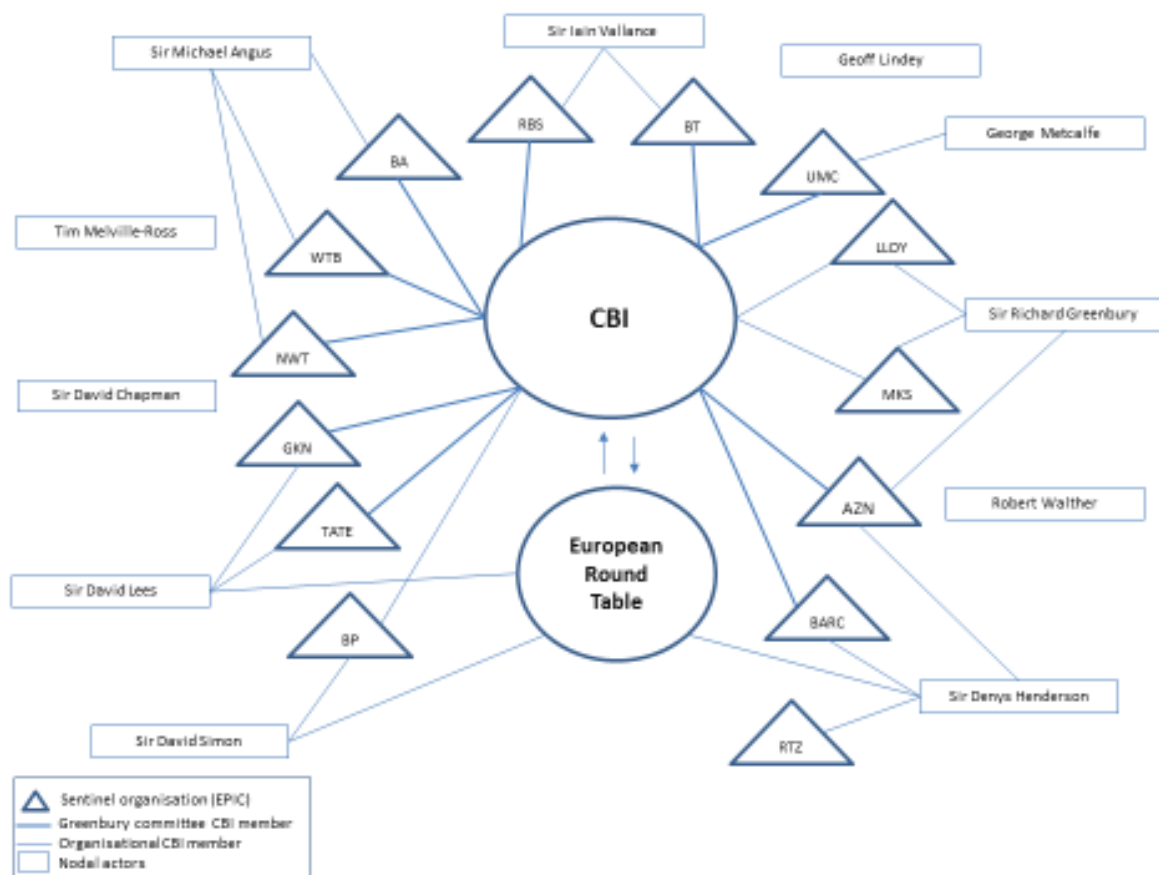 Sir Iain Vallance
Sir Michael Angus
Geoff Lindey
RBS
BT
George Metcalfe
BA
UMC
Tim Melville-Ross
LLOY
WTB
CBI
Sir Richard Greenbury
NWT
Sir David Chapman
MKS
GKN
AZN
Robert Walther
TATE
European
Round
Table
Sir David Lees
BARC
BP
Sir Denys Henderson
Sir David Simon
RTZ
Sentinel organisation (EPIC)
Greenbury committee CBI member
Organisational CBI member
Nodal actors